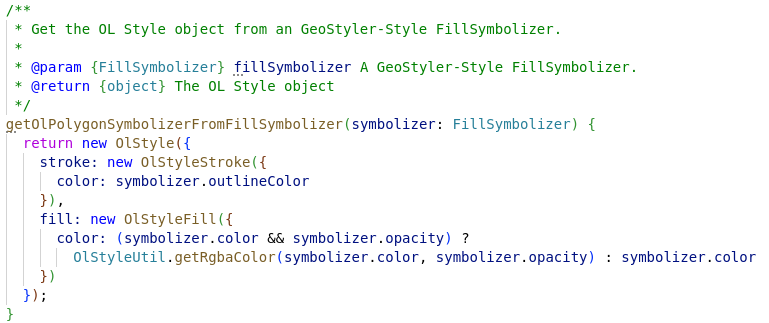 /**
 * Get the OL Style object from an GeoStyler-Style FillSymbolizer.
 *
 * @param {FillSymbolizer} fillSymbolizer A GeoStyler-Style FillSymbolizer.
 * @return {object} The OL Style object
 */
getOlPolygonSymbolizerFromFillSymbolizer(symbolizer: FillSymbolizer) {
  return new OlStyle({
    stroke: new OlStyleStroke({
      color: symbolizer.outlineColor
    }),
    fill: new OlStyleFill({
      color: (symbolizer.color && symbolizer.opacity) ?
        OlStyleUtil.getRgbaColor(symbolizer.color, symbolizer.opacity) : symbolizer.color
    })
  });
}